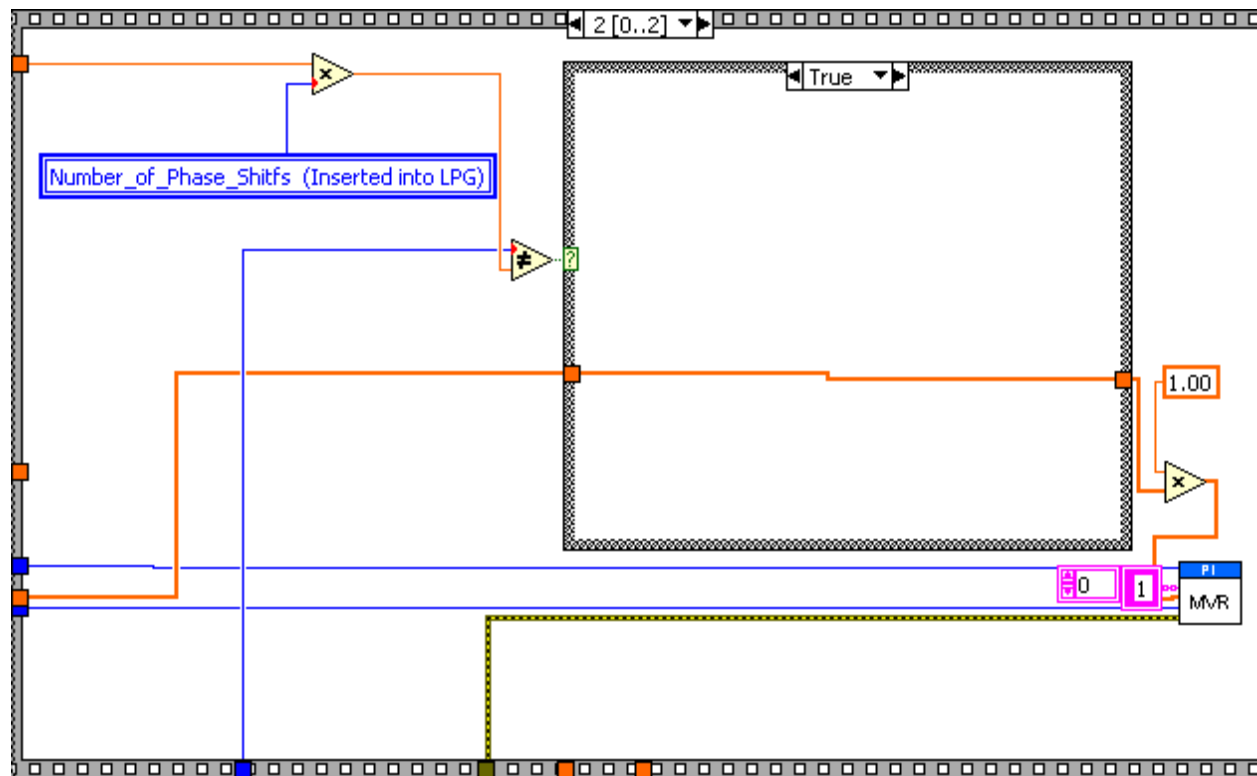 2 [0..2]
×
True
Number_of_Phase_Shitfs (Inserted into LPG)
≠
?
1.00
×
PI
0
1
MVR